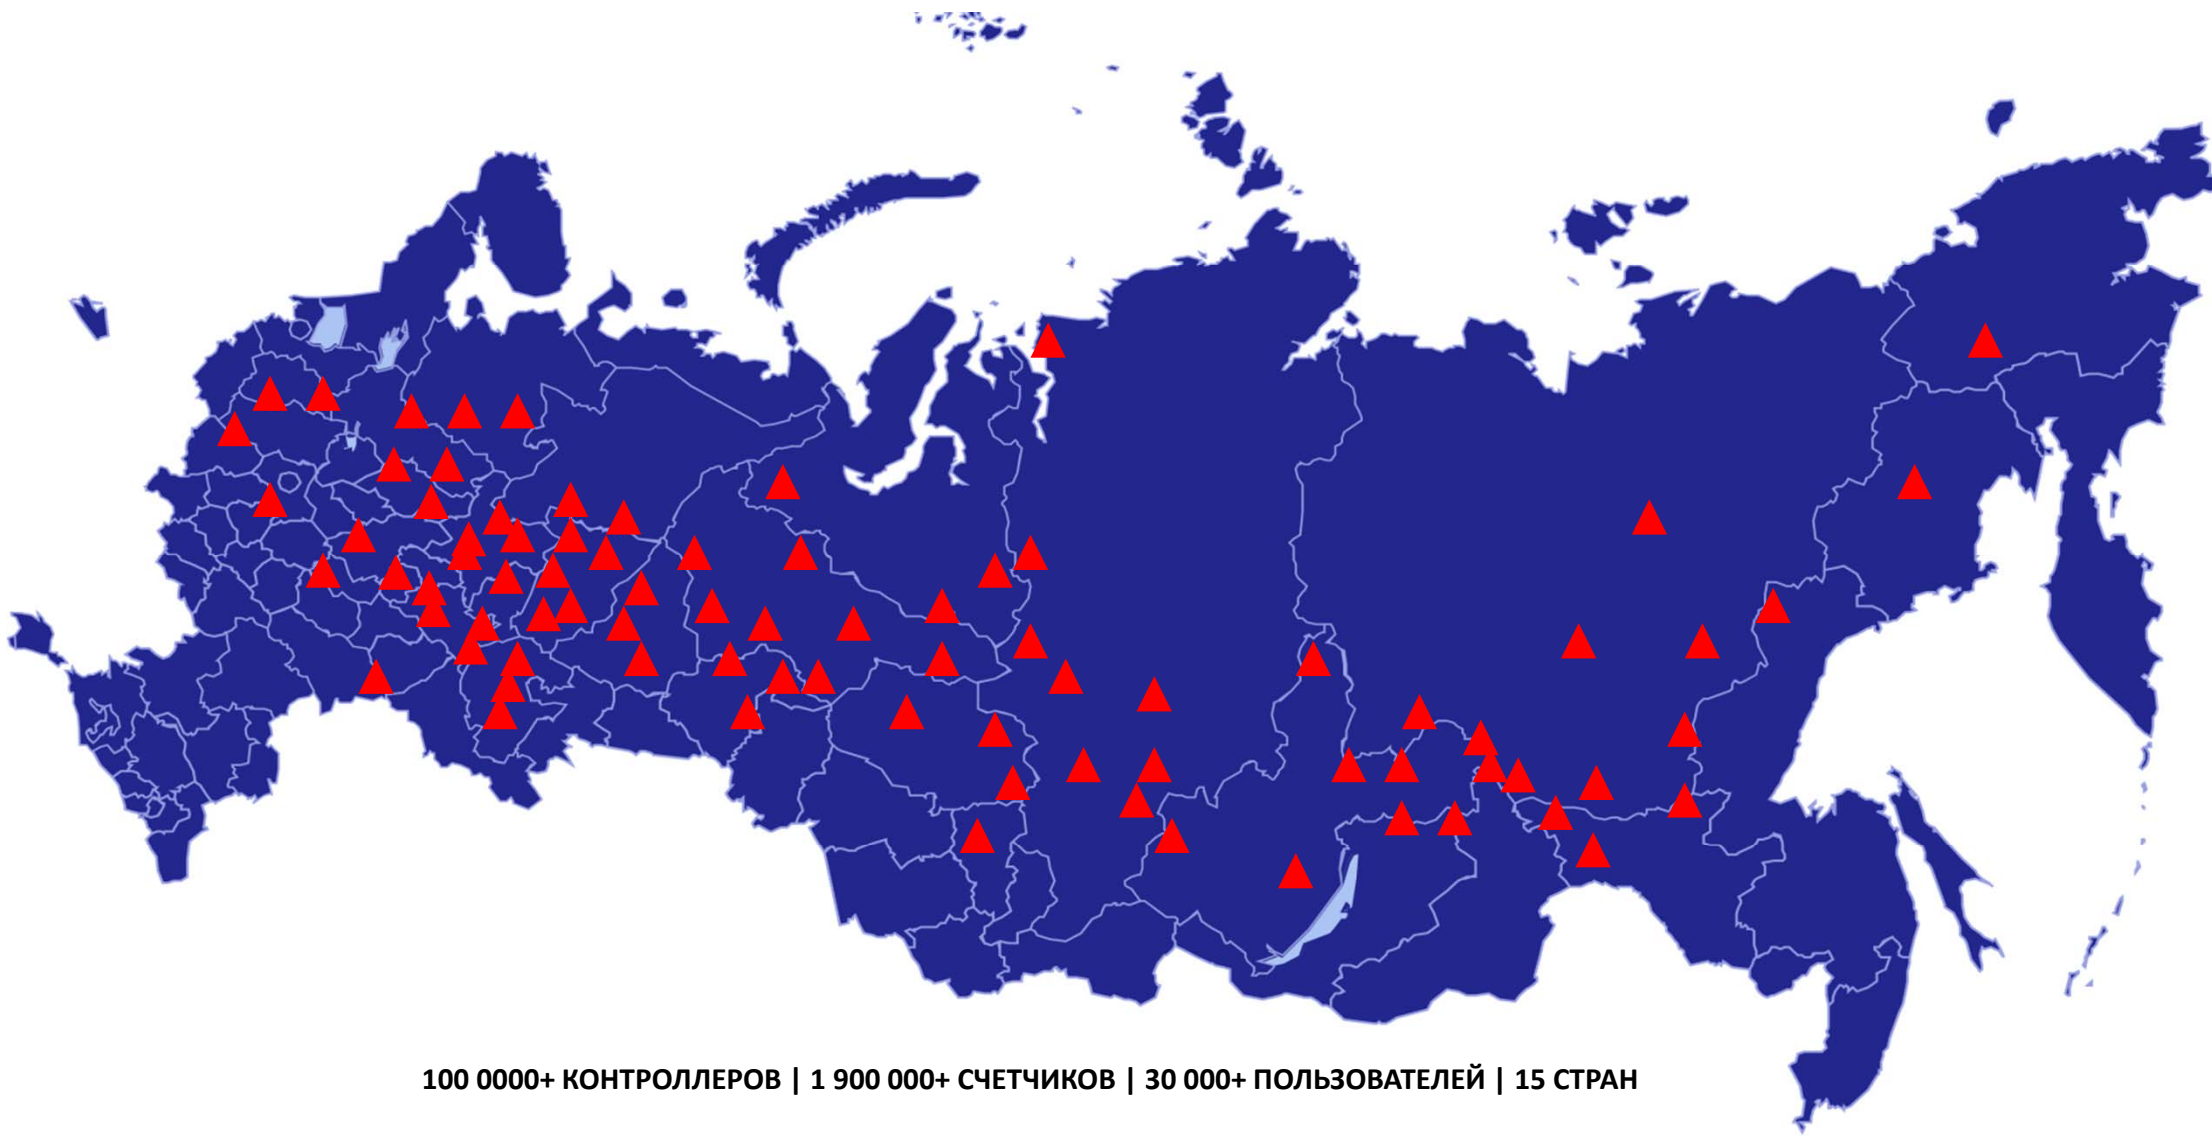 100 0000+ КОНТРОЛЛЕРОВ | 1 900 000+ СЧЕТЧИКОВ | 30 000+ ПОЛЬЗОВАТЕЛЕЙ | 15 СТРАН